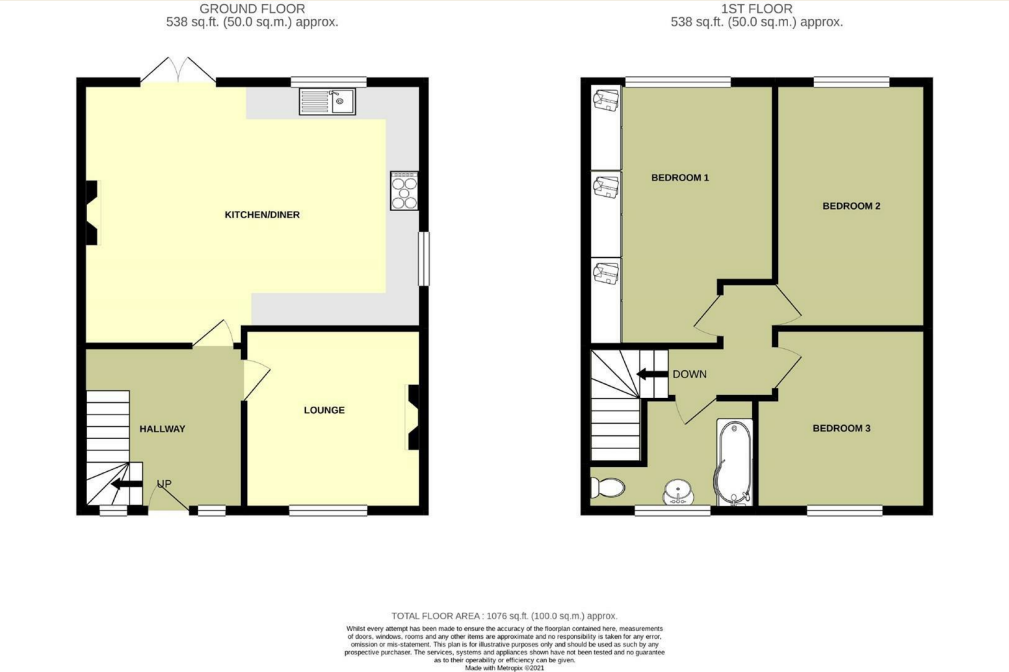 GROUND FLOOR
538 sq.ft. (50.0 sq.m.) approx.
1ST FLOOR
538 sq.ft. (50.0 sq.m.) approx.
KITCHEN/DINER
LOUNGE
HALLWAY
UP
BEDROOM 1
BEDROOM 2
DOWN
BEDROOM 3
TOTAL FLOOR AREA : 1076 sq.ft. (100.0 sq.m.) approx.
Whilst every attempt has been made to ensure the accuracy of the floorplan contained here, measurements
of doors, windows, rooms and any other items are approximate and no responsibility is taken for any error,
omission or mis-statement. This plan is for illustrative purposes only and should be used as such by any
prospective purchaser. The services, systems and appliances shown have not been tested and no guarantee
as to their operability or efficiency can be given.
Made with Metropix ©2021